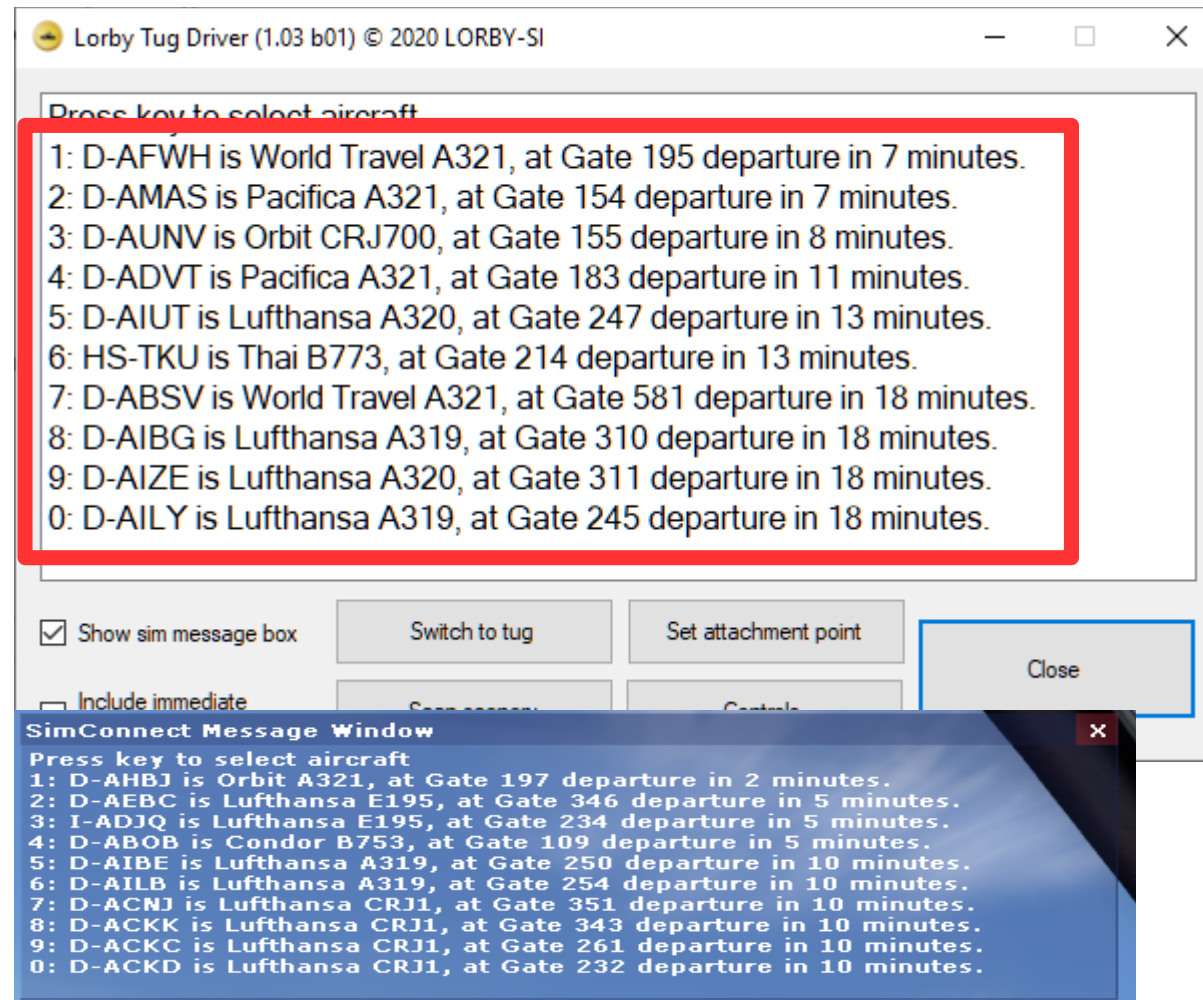 Lorby Tug Driver (1.03 b01) © 2020 LORBY-SI
Press key to select aircraft
1: D-AFWH is World Travel A321, at Gate 195 departure in 7 minutes.
2: D-AMAS is Pacifica A321, at Gate 154 departure in 7 minutes.
3: D-AUNV is Orbit CRJ700, at Gate 155 departure in 8 minutes.
4: D-ADVT is Pacifica A321, at Gate 183 departure in 11 minutes.
5: D-AIUT is Lufthansa A320, at Gate 247 departure in 13 minutes.
6: HS-TKU is Thai B773, at Gate 214 departure in 13 minutes.
7: D-ABSV is World Travel A321, at Gate 581 departure in 18 minutes.
8: D-AIBG is Lufthansa A319, at Gate 310 departure in 18 minutes.
9: D-AIZE is Lufthansa A320, at Gate 311 departure in 18 minutes.
0: D-AILY is Lufthansa A319, at Gate 245 departure in 18 minutes.
Show sim message box
Switch to tug
Set attachment point
Close
Include immediate
Scan scenery
Controls
SimConnect Message Window
Press key to select aircraft
1: D-AHBJ is Orbit A321, at Gate 197 departure in 2 minutes.
2: D-AEBC is Lufthansa E195, at Gate 346 departure in 5 minutes.
3: I-ADJQ is Lufthansa E195, at Gate 234 departure in 5 minutes.
4: D-ABOB is Condor B753, at Gate 109 departure in 5 minutes.
5: D-AIBE is Lufthansa A319, at Gate 250 departure in 10 minutes.
6: D-AILB is Lufthansa A319, at Gate 254 departure in 10 minutes.
7: D-ACNJ is Lufthansa CRJ1, at Gate 351 departure in 10 minutes.
8: D-ACKK is Lufthansa CRJ1, at Gate 343 departure in 10 minutes.
9: D-ACKC is Lufthansa CRJ1, at Gate 261 departure in 10 minutes.
0: D-ACKD is Lufthansa CRJ1, at Gate 232 departure in 10 minutes.